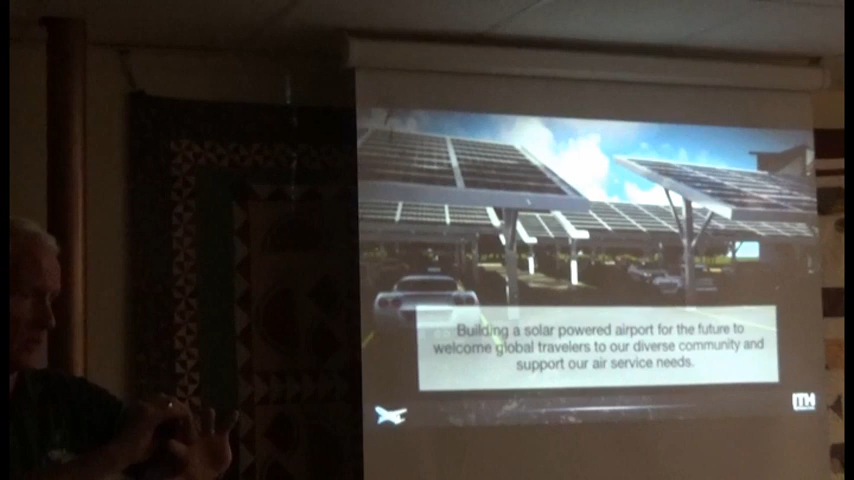 Building a solar powered airport for the future to
welcome global travelers to our diverse community and
support our air service needs.
ITH